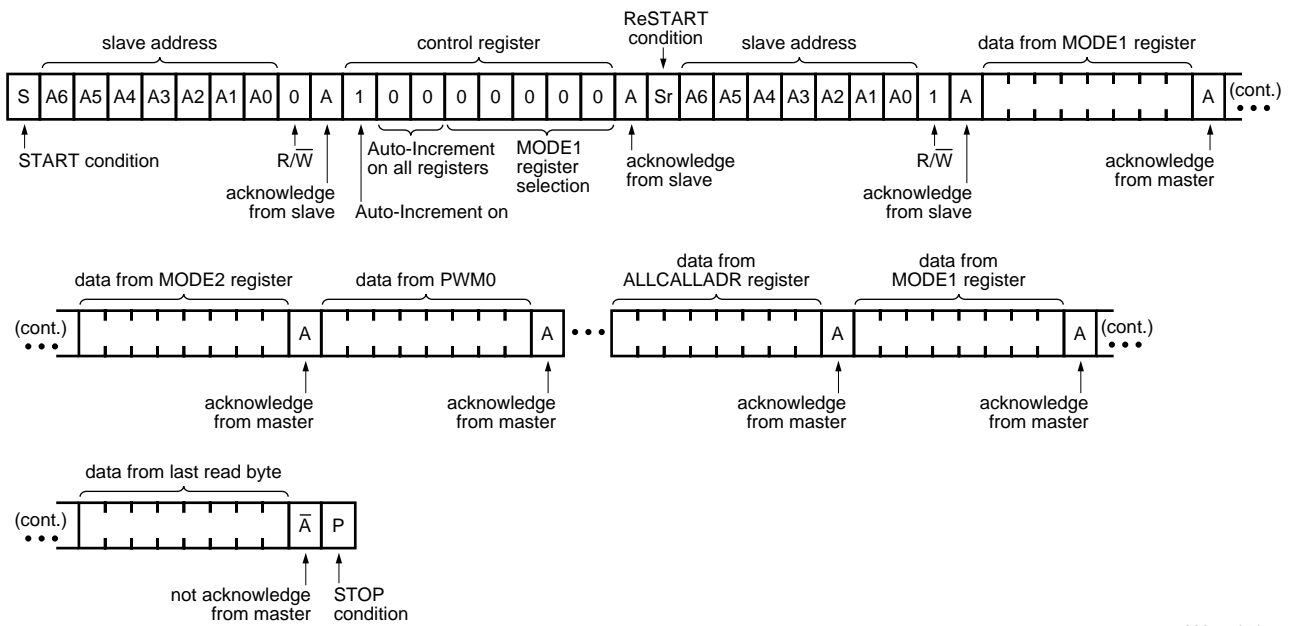 ReSTART condition
slave address
control register
slave address
data from MODE1 register
S A6 A5 A4 A3 A2 A1 A0 0 A 1 0 0 0 0 0 0 0 A Sr A6 A5 A4 A3 A2 A1 A0 1 A A (cont.)
START condition
R/W̅
acknowledge from slave
Auto-Increment on
Auto-Increment on all registers
MODE1 register selection
acknowledge from slave
R/W̅
acknowledge from slave
acknowledge from master
data from MODE2 register
data from PWM0
data from ALLCALLADR register
data from MODE1 register
(cont.) A A A A (cont.)
acknowledge from master
acknowledge from master
acknowledge from master
acknowledge from master
data from last read byte
(cont.) A̅ P
not acknowledge from master
STOP condition